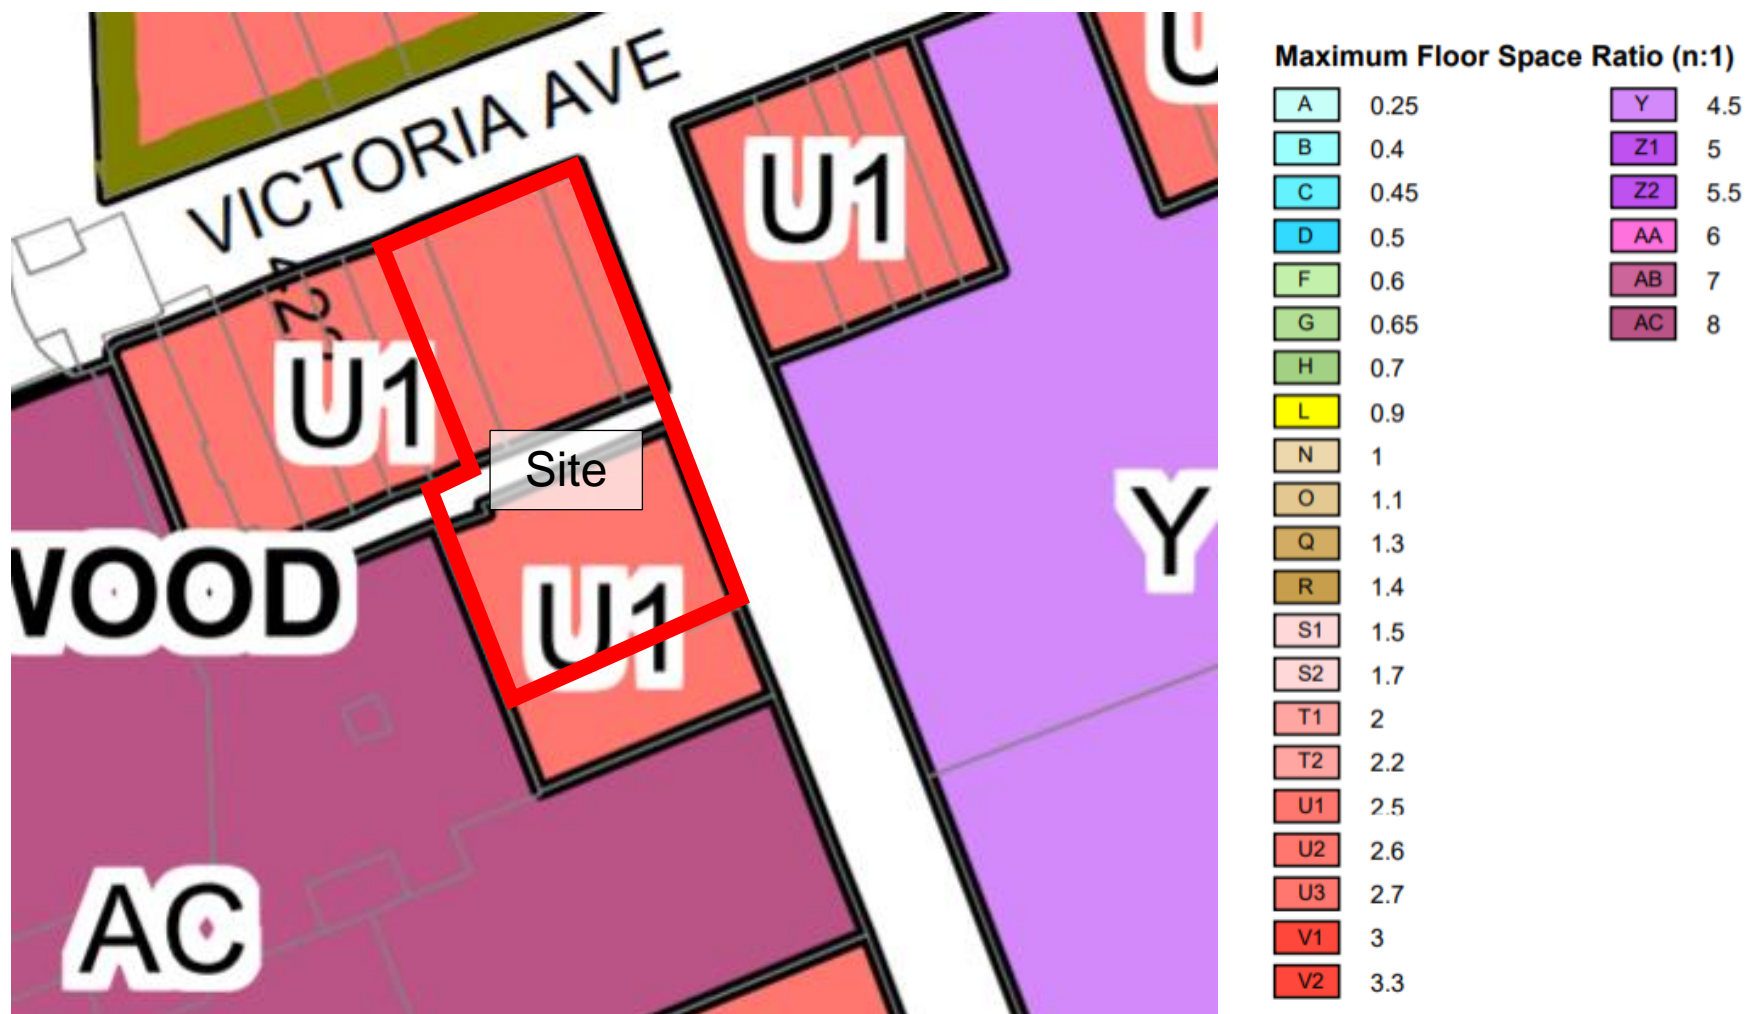 VICTORIA AVE
U
U1
U1
Site
Y
WOOD
U1
AC
Maximum Floor Space Ratio (n:1)
A 0.25
B 0.4
C 0.45
D 0.5
F 0.6
G 0.65
H 0.7
L 0.9
N 1
O 1.1
Q 1.3
R 1.4
S1 1.5
S2 1.7
T1 2
T2 2.2
U1 2.5
U2 2.6
U3 2.7
V1 3
V2 3.3
Y 4.5
Z1 5
Z2 5.5
AA 6
AB 7
AC 8